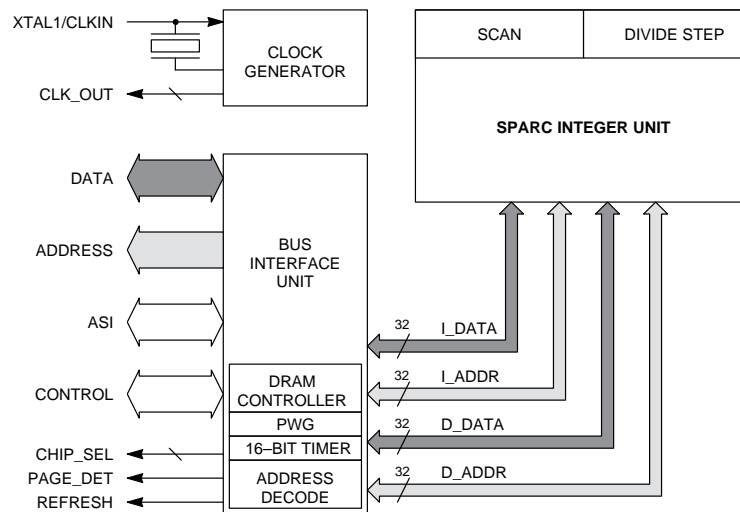 XTAL1/CLKIN
CLOCK
GENERATOR
CLK_OUT
SCAN
DIVIDE STEP
SPARC INTEGER UNIT
DATA
ADDRESS
ASI
CONTROL
CHIP_SEL
PAGE_DET
REFRESH
BUS
INTERFACE
UNIT
DRAM
CONTROLLER
PWG
16–BIT TIMER
ADDRESS
DECODE
32 I_DATA
32 I_ADDR
32 D_DATA
32 D_ADDR